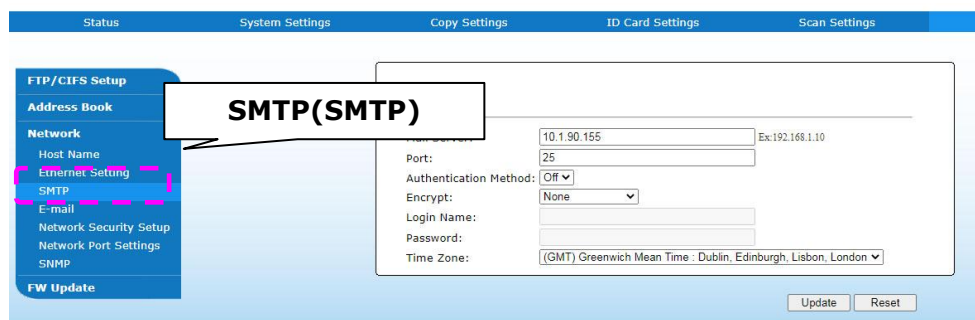 Status System Settings Copy Settings ID Card Settings Scan Settings
FTP/CIFS Setup
Address Book
Network
Host Name
Ethernet Setting
SMTP
E-mail
Network Security Setup
Network Port Settings
SNMP
FW Update
SMTP(SMTP)
10.1.90.155 Ex:192.168.1.10
Port: 25
Authentication Method: Off
Encrypt: None
Login Name:
Password:
Time Zone: (GMT) Greenwich Mean Time : Dublin, Edinburgh, Lisbon, London
Update Reset